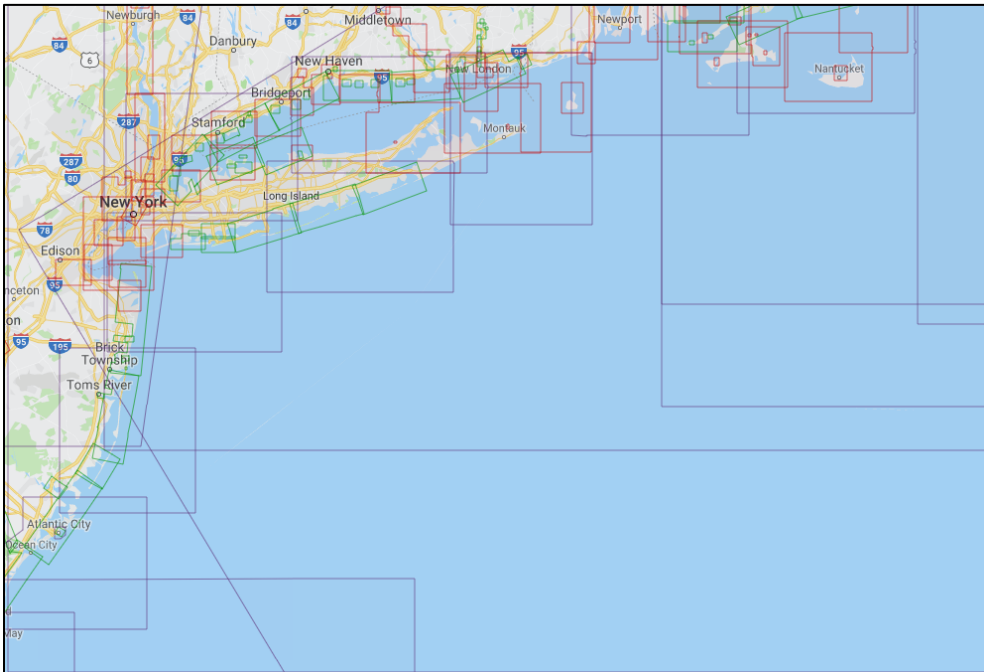 Newburgh
84
84
Middletown
Newport
84
Danbury
6
New Haven
95
New London
95
Nantucket
Bridgeport
287
Stamford
Montauk
95
287
80
New York
Long Island
78
Edison
95
nceton
on
95
195
Brick
Township
Toms River
Atlantic City
Ocean City
d
May